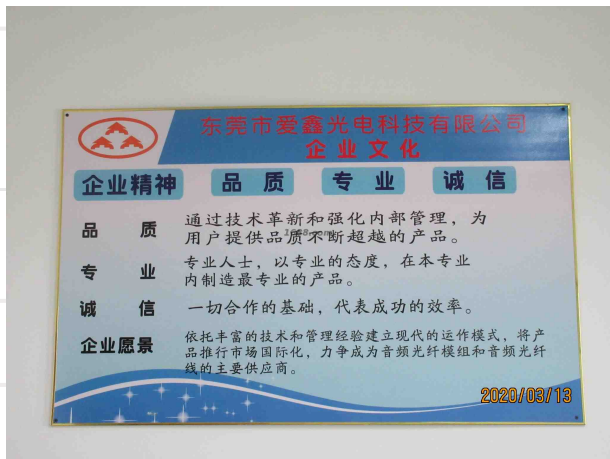 东莞市爱鑫光电科技有限公司
企业文化
企业精神 品质 专业 诚信
品质 通过技术革新和强化内部管理，为
用户提供品质不断超越的产品。
专业 专业人士，以专业的态度，在本专业
内制造最专业的产品。
诚信 一切合作的基础，代表成功的效率。
企业愿景 依托丰富的技术和管理经验建立现代的运作模式，将产
品推行市场国际化，力争成为音频光纤模组和音频光纤
线的主要供应商。
2020/03/13